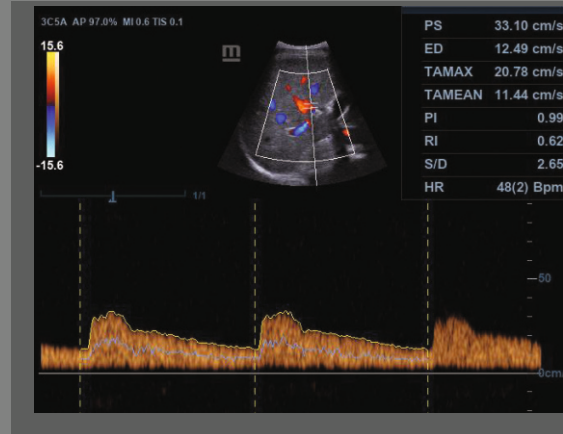 3C5A AP 97.0% MI 0.6 TIS 0.1
15.6
-15.6
m
1/1
PS 33.10 cm/s
ED 12.49 cm/s
TAMAX 20.78 cm/s
TAMEAN 11.44 cm/s
PI 0.99
RI 0.62
S/D 2.65
HR 48(2) Bpm
50
0cm